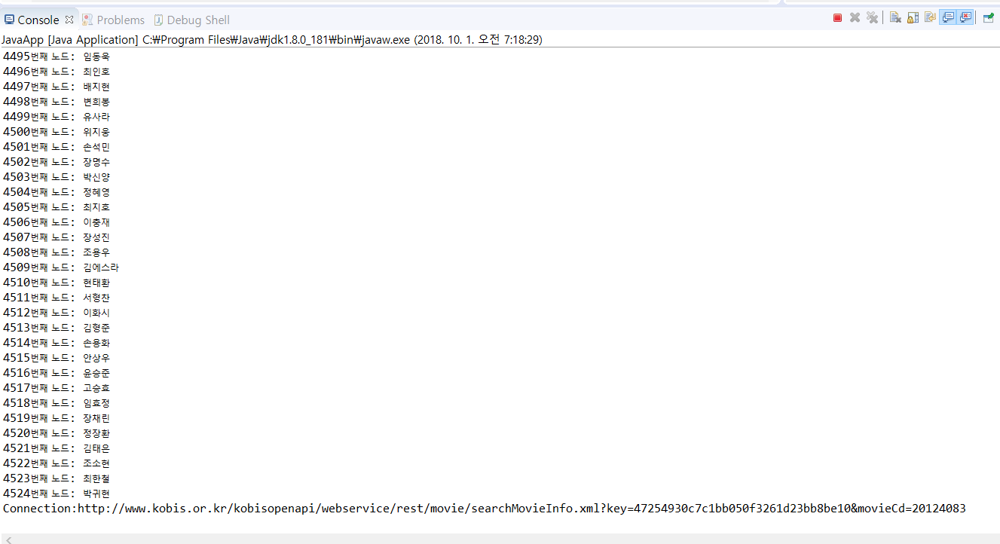 Console Problems Debug Shell
JavaApp [Java Application] C:₩Program Files₩Java₩jdk1.8.0_181₩bin₩javaw.exe (2018. 10. 1. 오전 7:18:29)
4495번째 노드: 임동욱
4496번째 노드: 최인호
4497번째 노드: 배지현
4498번째 노드: 변희봉
4499번째 노드: 유사라
4500번째 노드: 위지웅
4501번째 노드: 손석민
4502번째 노드: 장명수
4503번째 노드: 박신양
4504번째 노드: 정혜영
4505번째 노드: 최지호
4506번째 노드: 이충재
4507번째 노드: 장성진
4508번째 노드: 조용우
4509번째 노드: 김에스라
4510번째 노드: 현태환
4511번째 노드: 서형찬
4512번째 노드: 이화시
4513번째 노드: 김형준
4514번째 노드: 손용화
4515번째 노드: 안상우
4516번째 노드: 윤승준
4517번째 노드: 고승효
4518번째 노드: 임효정
4519번째 노드: 장채린
4520번째 노드: 정장환
4521번째 노드: 김태은
4522번째 노드: 조소현
4523번째 노드: 최한철
4524번째 노드: 박귀현
Connection:http://www.kobis.or.kr/kobisopenapi/webservice/rest/movie/searchMovieInfo.xml?key=47254930c7c1bb050f3261d23bb8be10&movieCd=20124083